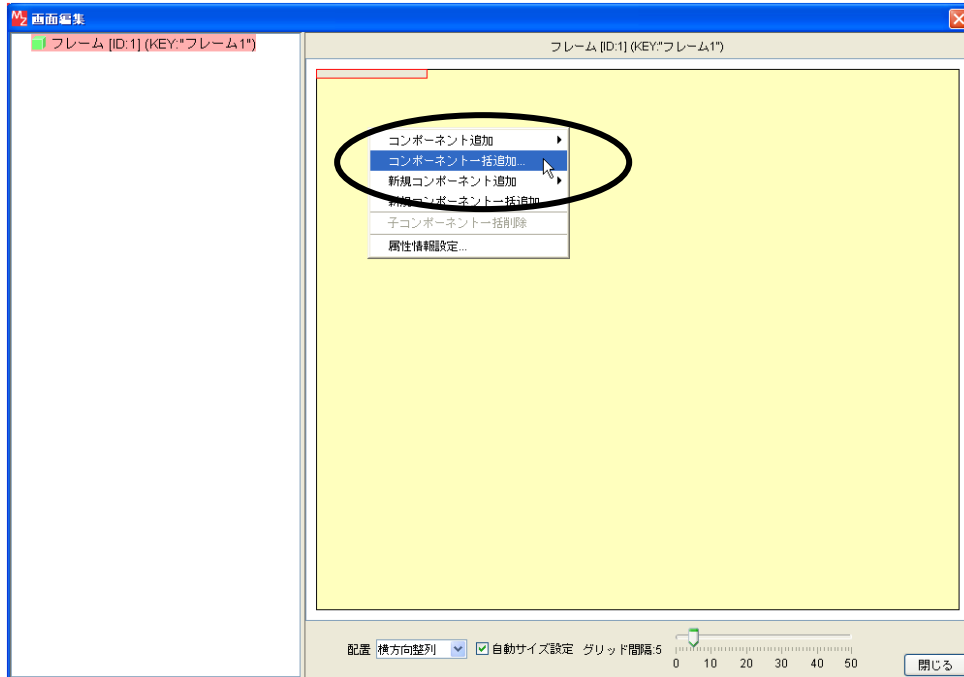 MZ 画面編集
フレーム [ID:1] (KEY:"フレーム1")
フレーム [ID:1] (KEY:"フレーム1")
コンポーネント追加
コンポーネント一括追加...
新規コンポーネント追加
新規コンポーネント一括追加
子コンポーネント一括削除
属性情報設定...
配置 横方向整列 自動サイズ設定 グリッド間隔:5
0 10 20 30 40 50
閉じる